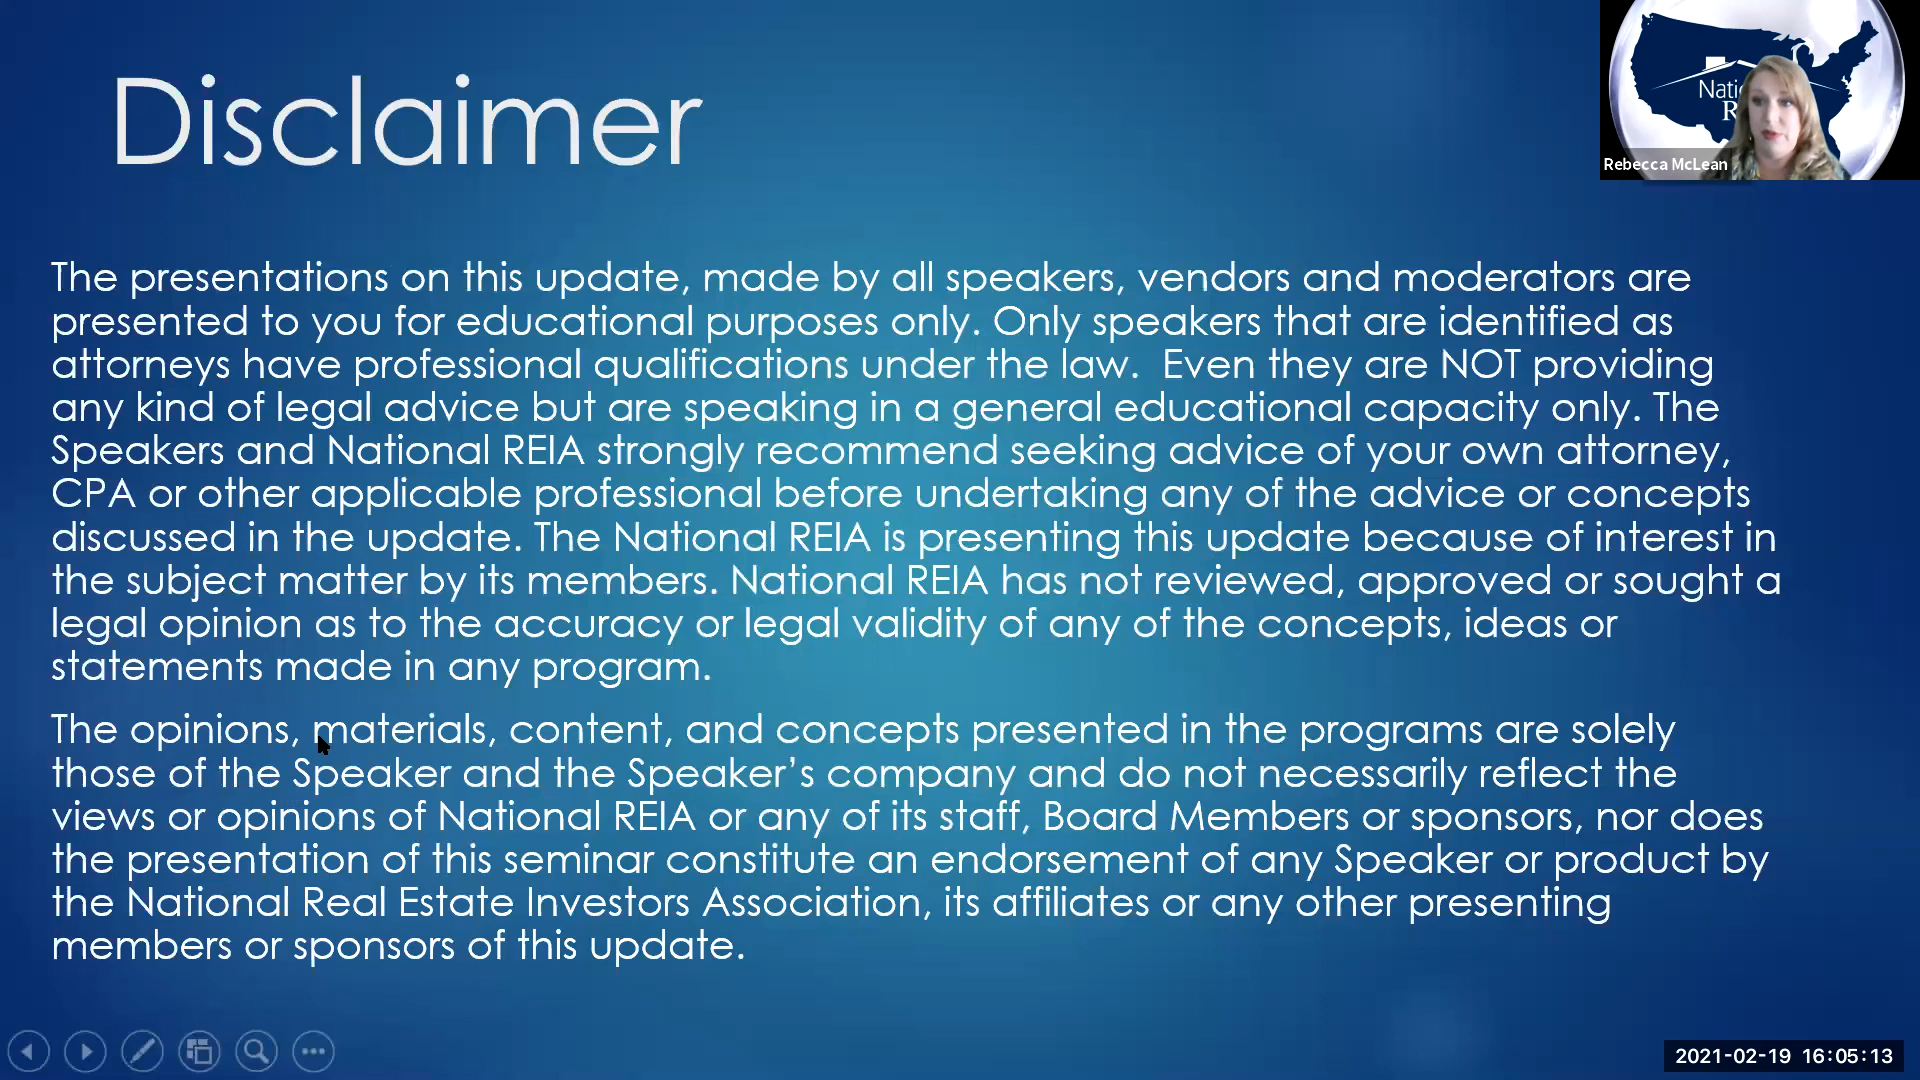 Disclaimer
Natio
R
Rebecca McLean
The presentations on this update, made by all speakers, vendors and moderators are
presented to you for educational purposes only. Only speakers that are identified as
attorneys have professional qualifications under the law.  Even they are NOT providing
any kind of legal advice but are speaking in a general educational capacity only. The
Speakers and National REIA strongly recommend seeking advice of your own attorney,
CPA or other applicable professional before undertaking any of the advice or concepts
discussed in the update. The National REIA is presenting this update because of interest in
the subject matter by its members. National REIA has not reviewed, approved or sought a
legal opinion as to the accuracy or legal validity of any of the concepts, ideas or
statements made in any program.
The opinions, materials, content, and concepts presented in the programs are solely
those of the Speaker and the Speaker’s company and do not necessarily reflect the
views or opinions of National REIA or any of its staff, Board Members or sponsors, nor does
the presentation of this seminar constitute an endorsement of any Speaker or product by
the National Real Estate Investors Association, its affiliates or any other presenting
members or sponsors of this update.
2021-02-19 16:05:13